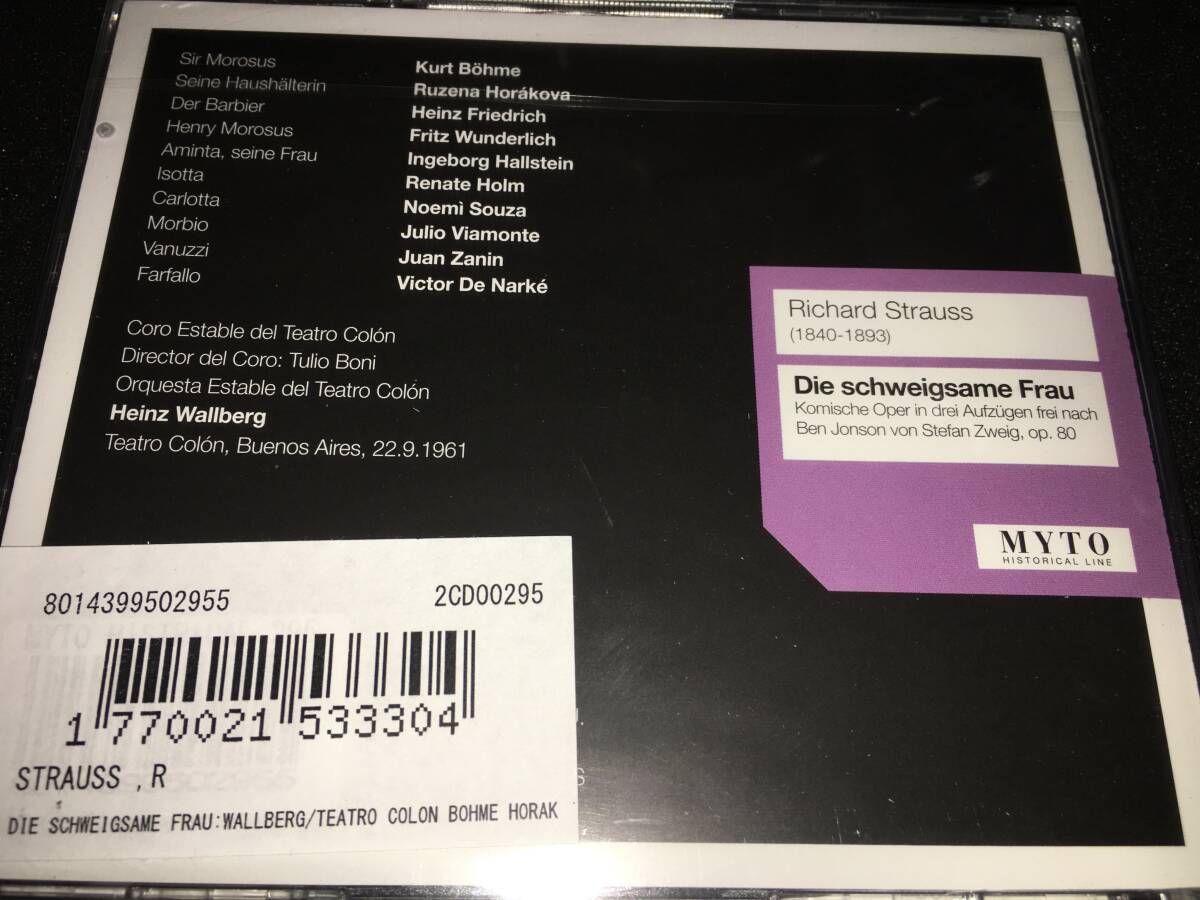 Sir Morosus Kurt Böhme
Seine Haushälterin Ruzena Horákova
Der Barbier Heinz Friedrich
Henry Morosus Fritz Wunderlich
Aminta, seine Frau Ingeborg Hallstein
Isotta Renate Holm
Carlotta Noemì Souza
Morbio Julio Viamonte
Vanuzzi Juan Zanin
Farfallo Victor De Narké
Coro Estable del Teatro Colón
Director del Coro: Tulio Boni
Orquesta Estable del Teatro Colón
Heinz Wallberg
Teatro Colón, Buenos Aires, 22.9.1961
Richard Strauss
(1840-1893)
Die schweigsame Frau
Komische Oper in drei Aufzügen frei nach
Ben Jonson von Stefan Zweig, op. 80
MYTO
HISTORICAL LINE
8014399502955 2CD00295
1 770021 533304
STRAUSS ,R
DIE SCHWEIGSAME FRAU:WALLBERG/TEATRO COLON BOHME HORAK